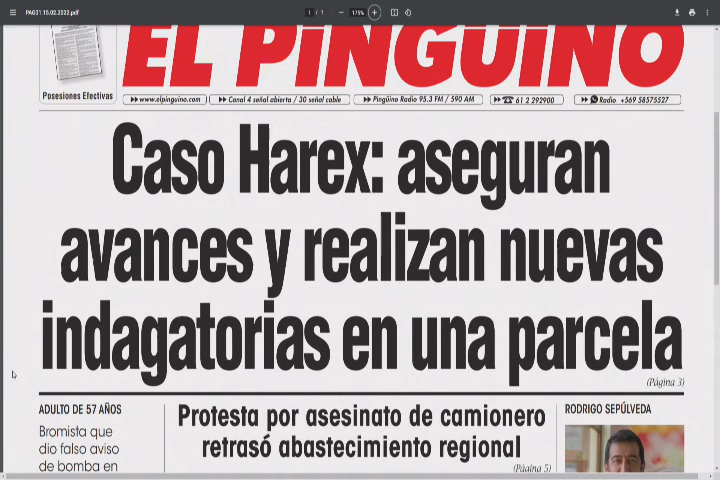 PAG31 15.02.2022.pdf
1 / 1
175%
EL PINGÜINO
Posesiones Efectivas
www.elpinguino.com
Canal 4 señal abierta / 30 señal cable
Pingüino Radio 95.3 FM / 590 AM
61 2 292900
Radio +569 58575527
Caso Harex: aseguran
avances y realizan nuevas
indagatorias en una parcela
(Página 3)
ADULTO DE 57 AÑOS
Bromista que
dio falso aviso
de bomba en
Protesta por asesinato de camionero
retrasó abastecimiento regional
(Página 5)
RODRIGO SEPÚLVEDA